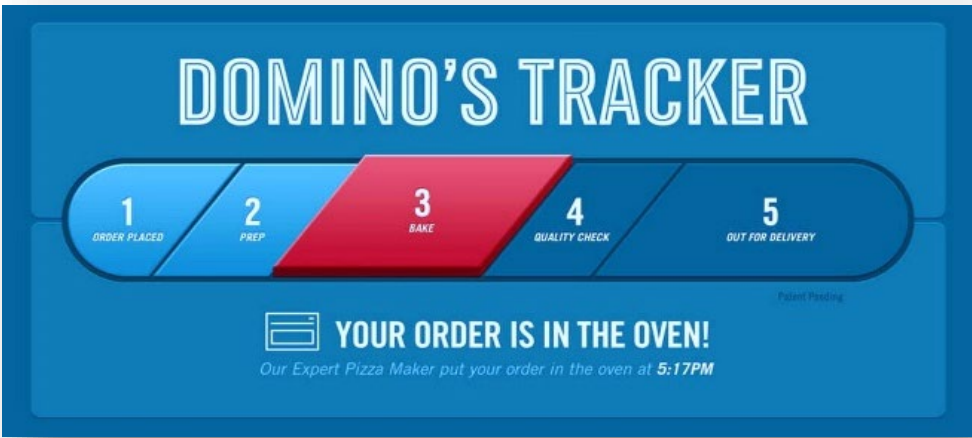 DOMINO'S TRACKER
1
ORDER PLACED
2
PREP
3
BAKE
4
QUALITY CHECK
5
OUT FOR DELIVERY
Patent Pending
YOUR ORDER IS IN THE OVEN!
Our Expert Pizza Maker put your order in the oven at 5:17PM